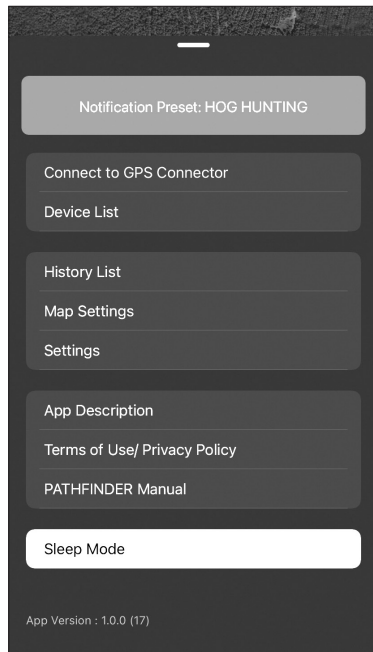 Notification Preset: HOG HUNTING
Connect to GPS Connector
Device List
History List
Map Settings
Settings
App Description
Terms of Use/ Privacy Policy
PATHFINDER Manual
Sleep Mode
App Version : 1.0.0 (17)